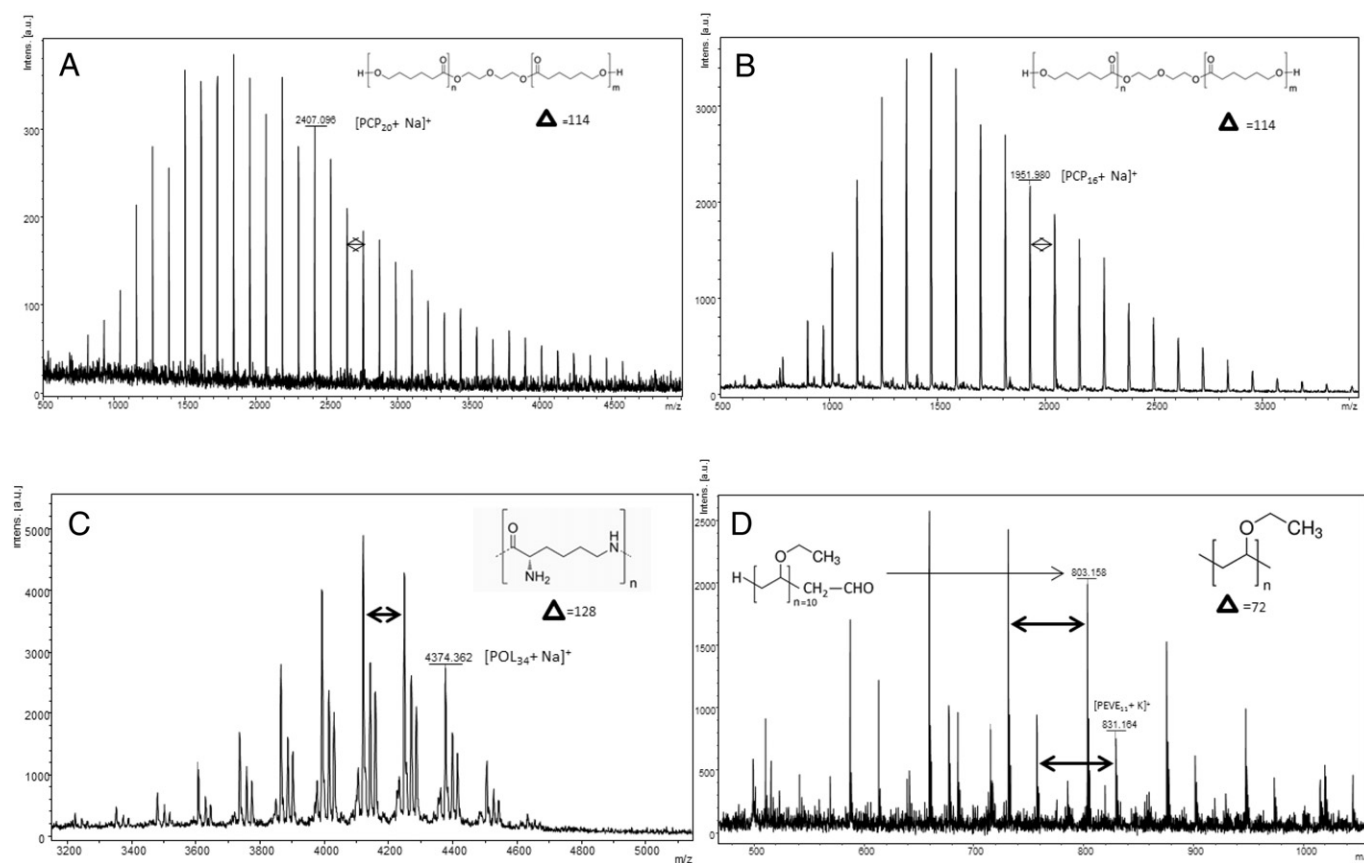 A
Intens. [a.u.]
300
200
100
0
500
1000
1500
2000
2500
3000
3500
4000
4500
m/z
H
O
O
n
O
O
O
O
O
H
m
2407.096
[PCP20+ Na]+
Δ =114
B
Intens. [a.u.]
3000
2000
1000
0
500
1000
1500
2000
2500
3000
m/z
H
O
O
n
O
O
O
O
O
H
m
Δ =114
1951.980
[PCP16+ Na]+
C
Intens. [a.u.]
5000
4000
3000
2000
1000
0
3200
3400
3600
3800
4000
4200
4400
4600
4800
5000
m/z
O
NH2
H
N
n
Δ =128
4374.362
[POL34+ Na]+
D
Intens. [a.u.]
2500
2000
1500
1000
500
0
500
600
700
800
900
1000
m/z
O
CH3
H
n=10
CH2—CHO
803.158
O
CH3
n
Δ =72
[PEVE11+ K]+
831.164